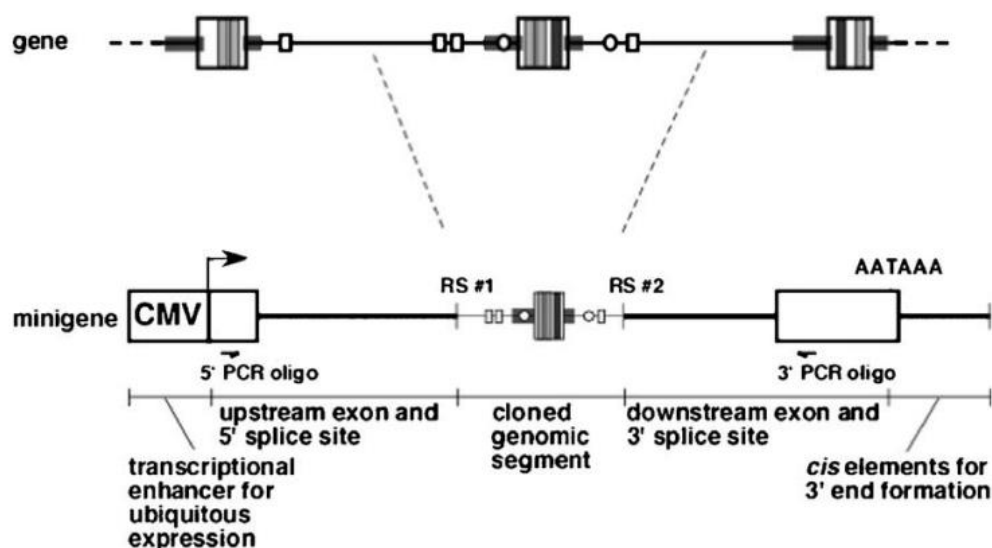 gene
AATAAA
RS #1
RS #2
minigene
CMV
5' PCR oligo
3' PCR oligo
upstream exon and
5' splice site
cloned
genomic
segment
downstream exon and
3' splice site
transcriptional
enhancer for
ubiquitous
expression
cis elements for
3' end formation